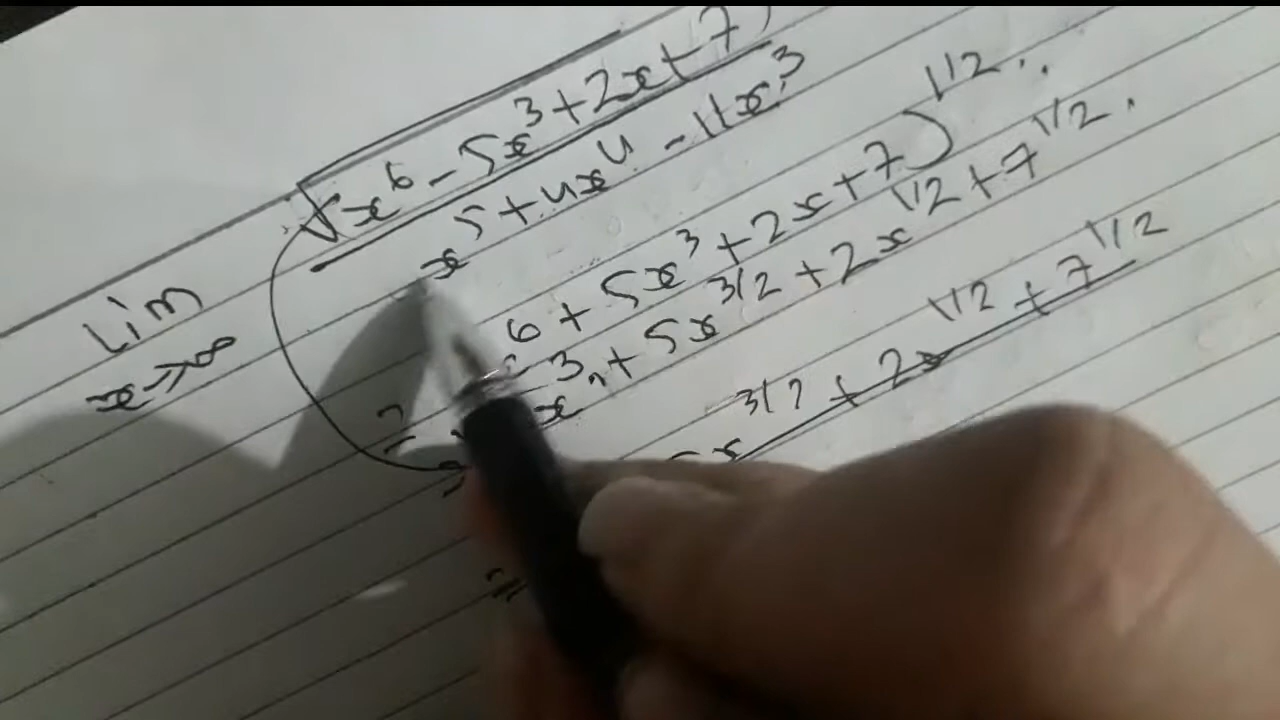 lim x→∞ √x⁶ - 5x³ + 2x + 7
x⁵ + 4x⁴ - 11x³
6 + 5x³ + 2x + 7)^1/2
x³ + 5x^3/2 + 2x^1/2 + 7^1/2
x^3/2 + 2x^1/2 + 7^1/2